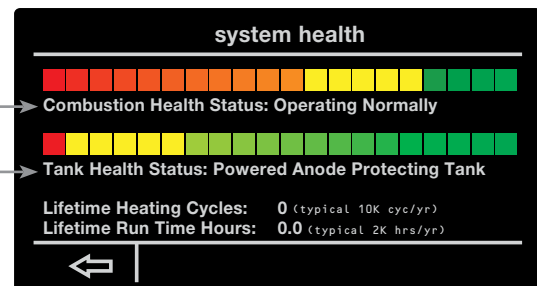 system health
Combustion Health Status: Operating Normally
Tank Health Status: Powered Anode Protecting Tank
Lifetime Heating Cycles: 0 (typical 10K cyc/yr)
Lifetime Run Time Hours: 0.0 (typical 2K hrs/yr)